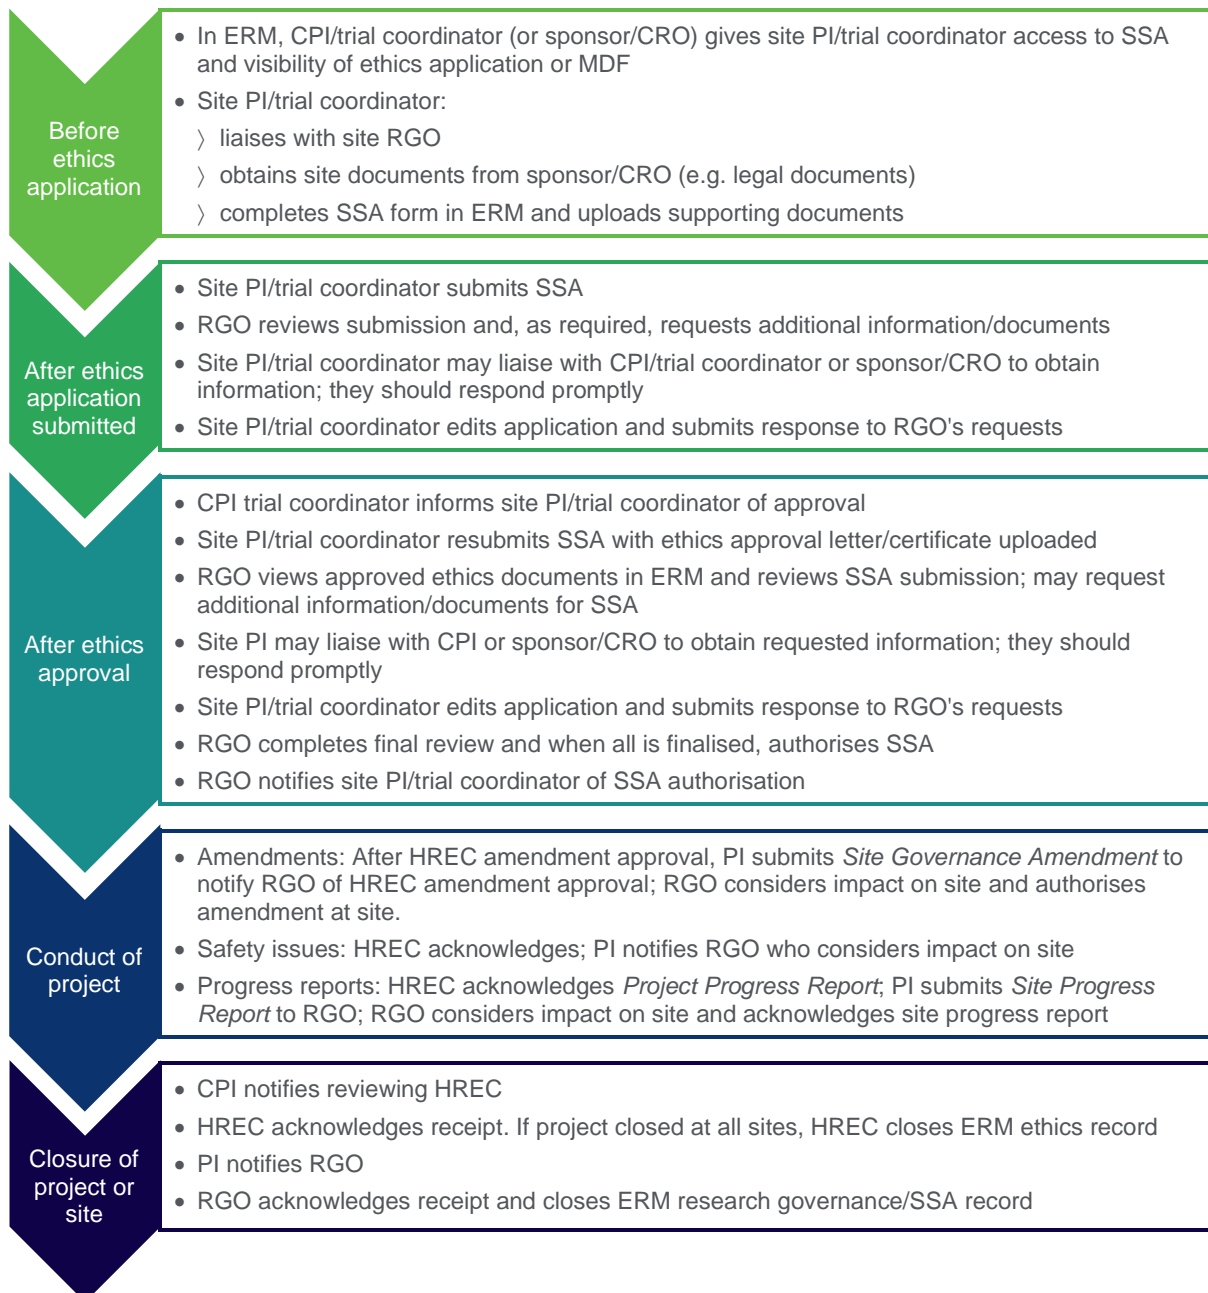 Before
ethics
application
• In ERM, CPI/trial coordinator (or sponsor/CRO) gives site PI/trial coordinator access to SSA
and visibility of ethics application or MDF
• Site PI/trial coordinator:
〉 liaises with site RGO
〉 obtains site documents from sponsor/CRO (e.g. legal documents)
〉 completes SSA form in ERM and uploads supporting documents
After ethics
application
submitted
• Site PI/trial coordinator submits SSA
• RGO reviews submission and, as required, requests additional information/documents
• Site PI/trial coordinator may liaise with CPI/trial coordinator or sponsor/CRO to obtain
information; they should respond promptly
• Site PI/trial coordinator edits application and submits response to RGO's requests
After ethics
approval
• CPI trial coordinator informs site PI/trial coordinator of approval
• Site PI/trial coordinator resubmits SSA with ethics approval letter/certificate uploaded
• RGO views approved ethics documents in ERM and reviews SSA submission; may request
additional information/documents for SSA
• Site PI may liaise with CPI or sponsor/CRO to obtain requested information; they should
respond promptly
• Site PI/trial coordinator edits application and submits response to RGO's requests
• RGO completes final review and when all is finalised, authorises SSA
• RGO notifies site PI/trial coordinator of SSA authorisation
Conduct of
project
• Amendments: After HREC amendment approval, PI submits Site Governance Amendment to
notify RGO of HREC amendment approval; RGO considers impact on site and authorises
amendment at site.
• Safety issues: HREC acknowledges; PI notifies RGO who considers impact on site
• Progress reports: HREC acknowledges Project Progress Report; PI submits Site Progress
Report to RGO; RGO considers impact on site and acknowledges site progress report
Closure of
project or
site
• CPI notifies reviewing HREC
• HREC acknowledges receipt. If project closed at all sites, HREC closes ERM ethics record
• PI notifies RGO
• RGO acknowledges receipt and closes ERM research governance/SSA record